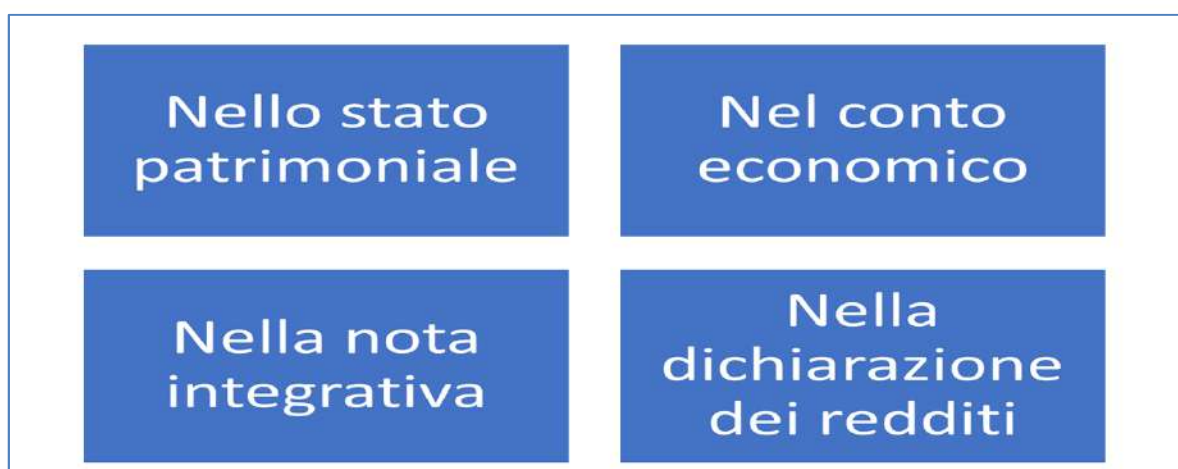 Nello stato
patrimoniale
Nel conto
economico
Nella nota
integrativa
Nella
dichiarazione
dei redditi